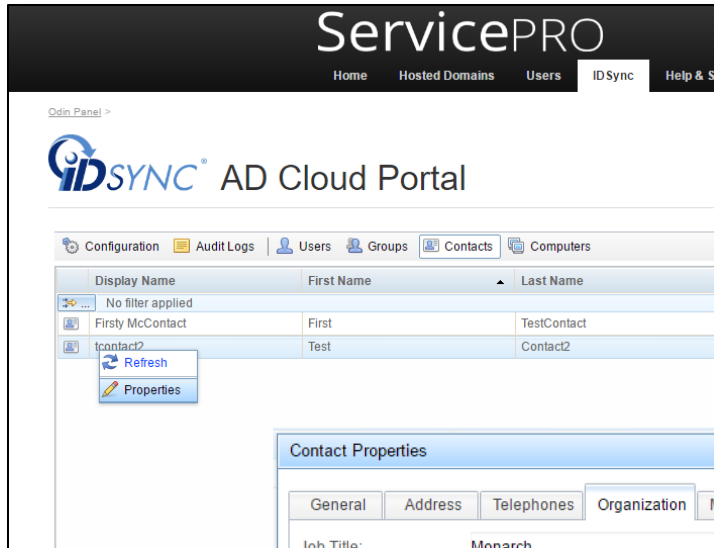 ServicePRO
Home Hosted Domains Users IDSync Help & S
Odin Panel >
iDSYNC® AD Cloud Portal
Configuration Audit Logs Users Groups Contacts Computers
Display Name First Name Last Name
... No filter applied
Firsty McContact First TestContact
tcontact2 Test Contact2
Refresh
Properties
Contact Properties
General Address Telephones Organization M
Job Title: Monarch